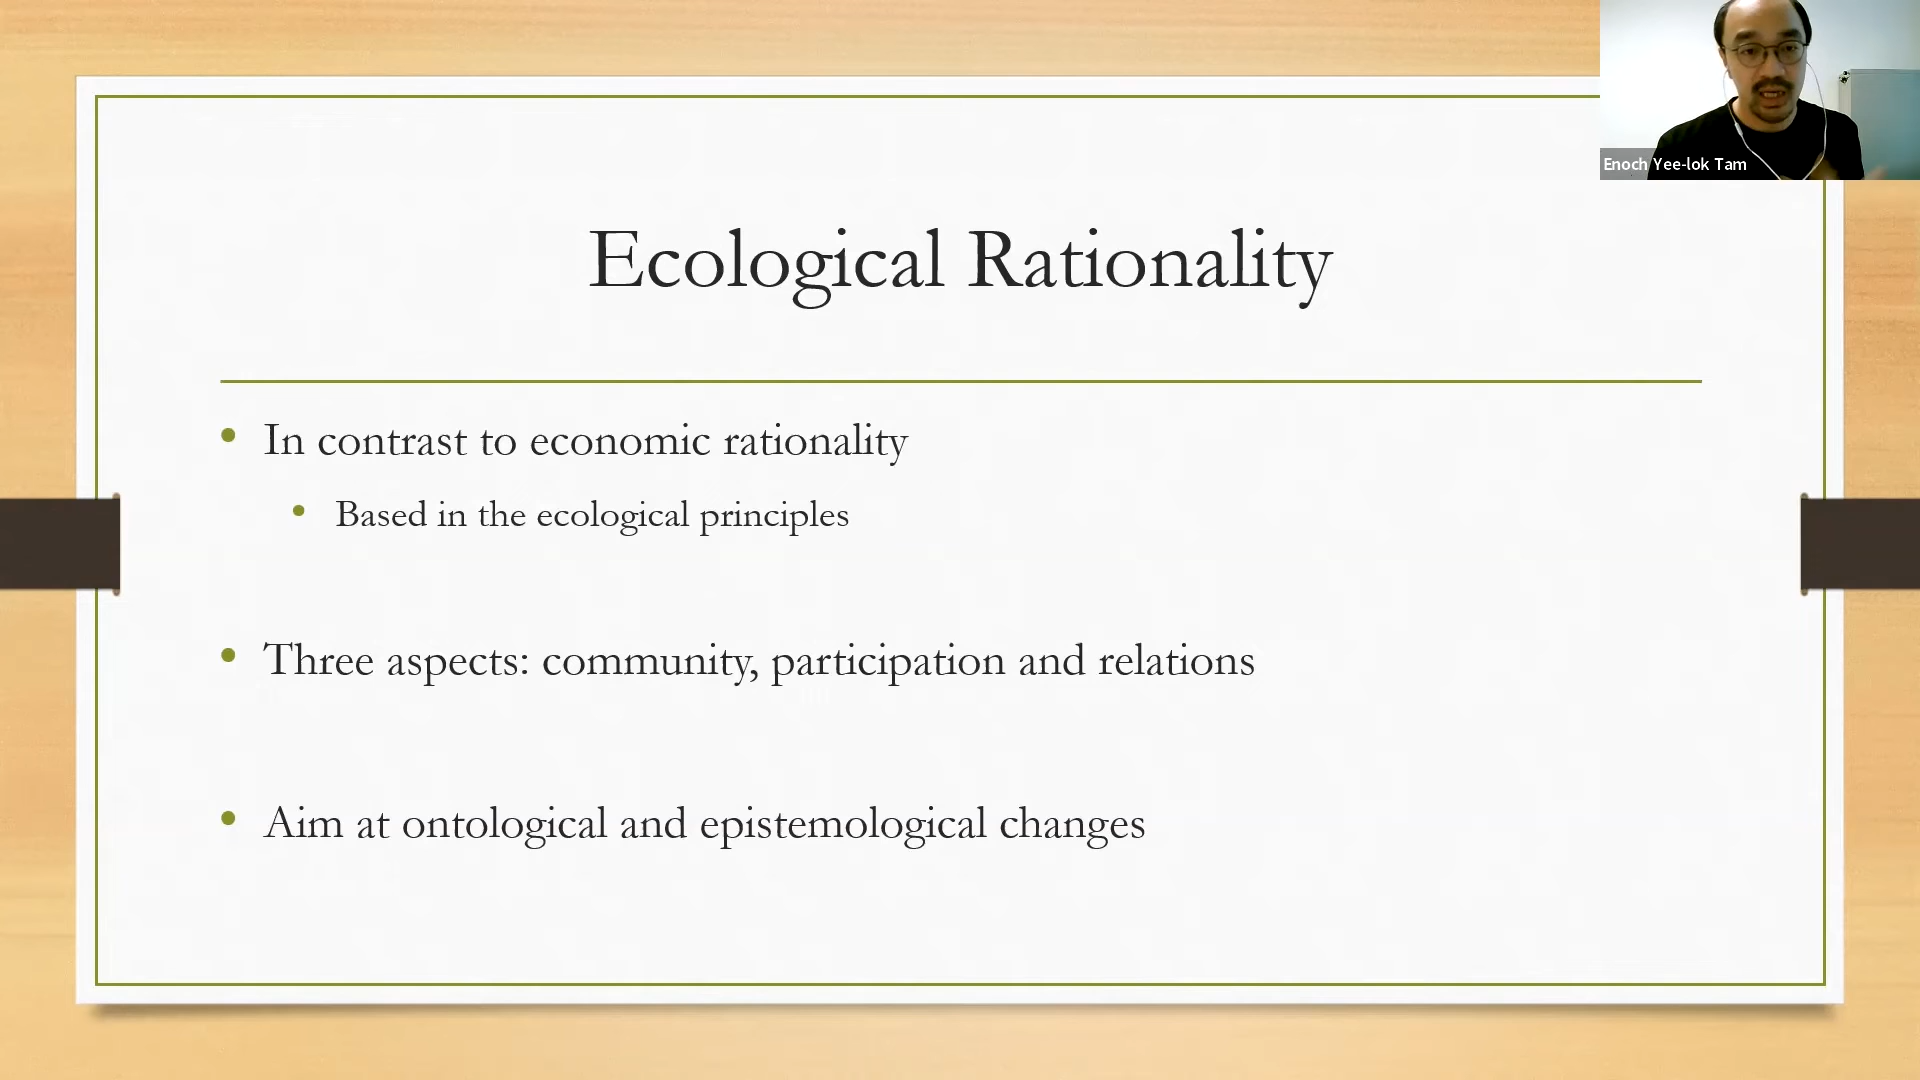 Enoch Yee-lok Tam
Ecological Rationality
In contrast to economic rationality
Based in the ecological principles
Three aspects: community, participation and relations
Aim at ontological and epistemological changes